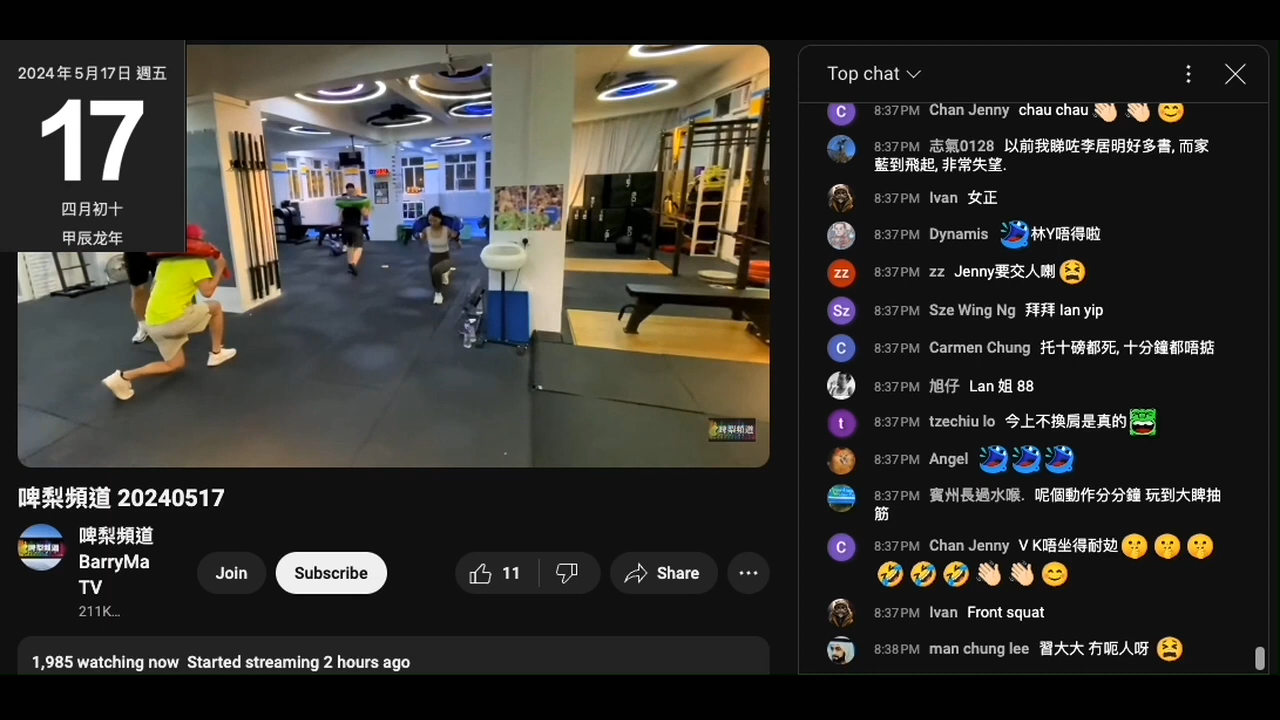 2024年5月17日 週五
17
四月初十
甲辰龙年
啤梨頻道
啤梨頻道 20240517
啤梨頻道
BarryMa
TV
211K...
Join
Subscribe
11
Share
1,985 watching now Started streaming 2 hours ago
Top chat
C 8:37PM Chan Jenny chau chau
8:37PM 志氣0128 以前我睇咗李居明好多書, 而家
藍到飛起, 非常失望.
8:37PM Ivan 女正
8:37PM Dynamis 林Y唔得啦
zz 8:37PM zz Jenny要交人喇
Sz 8:37PM Sze Wing Ng 拜拜 lan yip
C 8:37PM Carmen Chung 托十磅都死, 十分鐘都唔掂
8:37PM 旭仔 Lan 姐 88
t 8:37PM tzechiu lo 今上不換肩是真的
8:37PM Angel
8:37PM 賓州長過水喉. 呢個動作分分鐘 玩到大睥抽
筋
C 8:37PM Chan Jenny V K唔坐得耐攰
8:37PM Ivan Front squat
8:38PM man chung lee 習大大 冇呃人呀